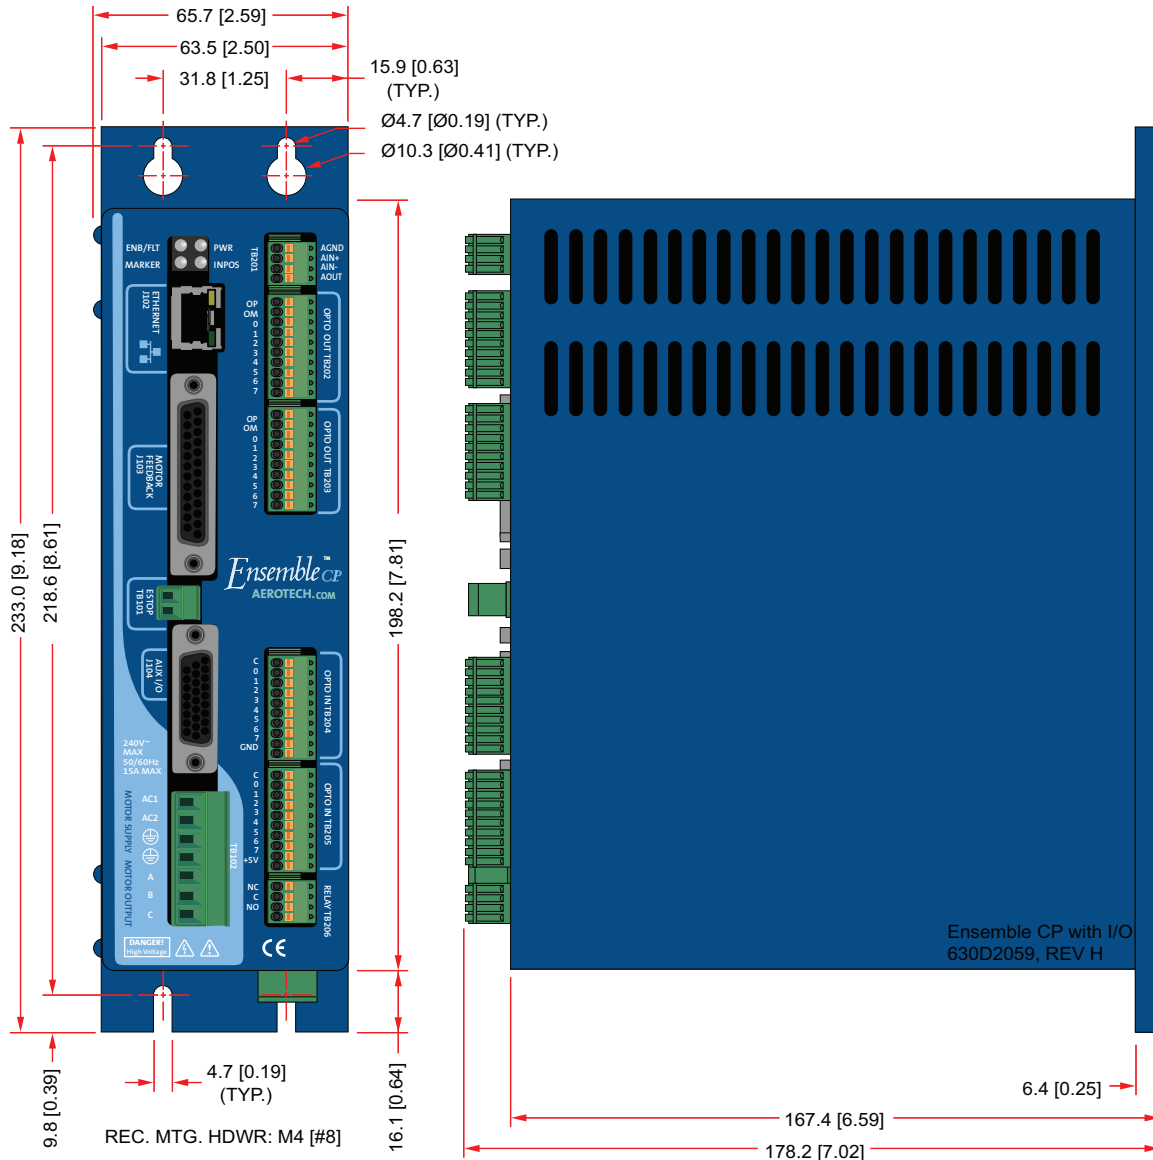 65.7 [2.59]
63.5 [2.50]
31.8 [1.25]
15.9 [0.63]
(TYP.)
Ø4.7 [Ø0.19] (TYP.)
Ø10.3 [Ø0.41] (TYP.)
233.0 [9.18]
218.6 [8.61]
198.2 [7.81]
ENB/FLT
PWR
MARKER
INPOS
TB201
AGND
AIN+
AIN-
AOUT
ETHERNET
J102
OP
OM
0
1
2
3
4
5
6
7
OPTO OUT TB202
OP
OM
0
1
2
3
4
5
6
7
OPTO OUT TB203
MOTOR
FEEDBACK
J103
Ensemble™ CP
AEROTECH.COM
ESTOP
TB101
AUX I/O
J104
C
0
1
2
3
4
5
6
7
GND
OPTO IN TB204
240V~
MAX
50/60Hz
15A MAX
C
0
1
2
3
4
5
6
7
+5V
OPTO IN TB205
MOTOR SUPPLY
MOTOR OUTPUT
AC1
AC2
A
B
C
TB102
NC
C
NO
RELAY TB206
DANGER!
High Voltage
CE
9.8 [0.39]
4.7 [0.19]
(TYP.)
16.1 [0.64]
REC. MTG. HDWR: M4 [#8]
Ensemble CP with I/O
630D2059, REV H
6.4 [0.25]
167.4 [6.59]
178.2 [7.02]